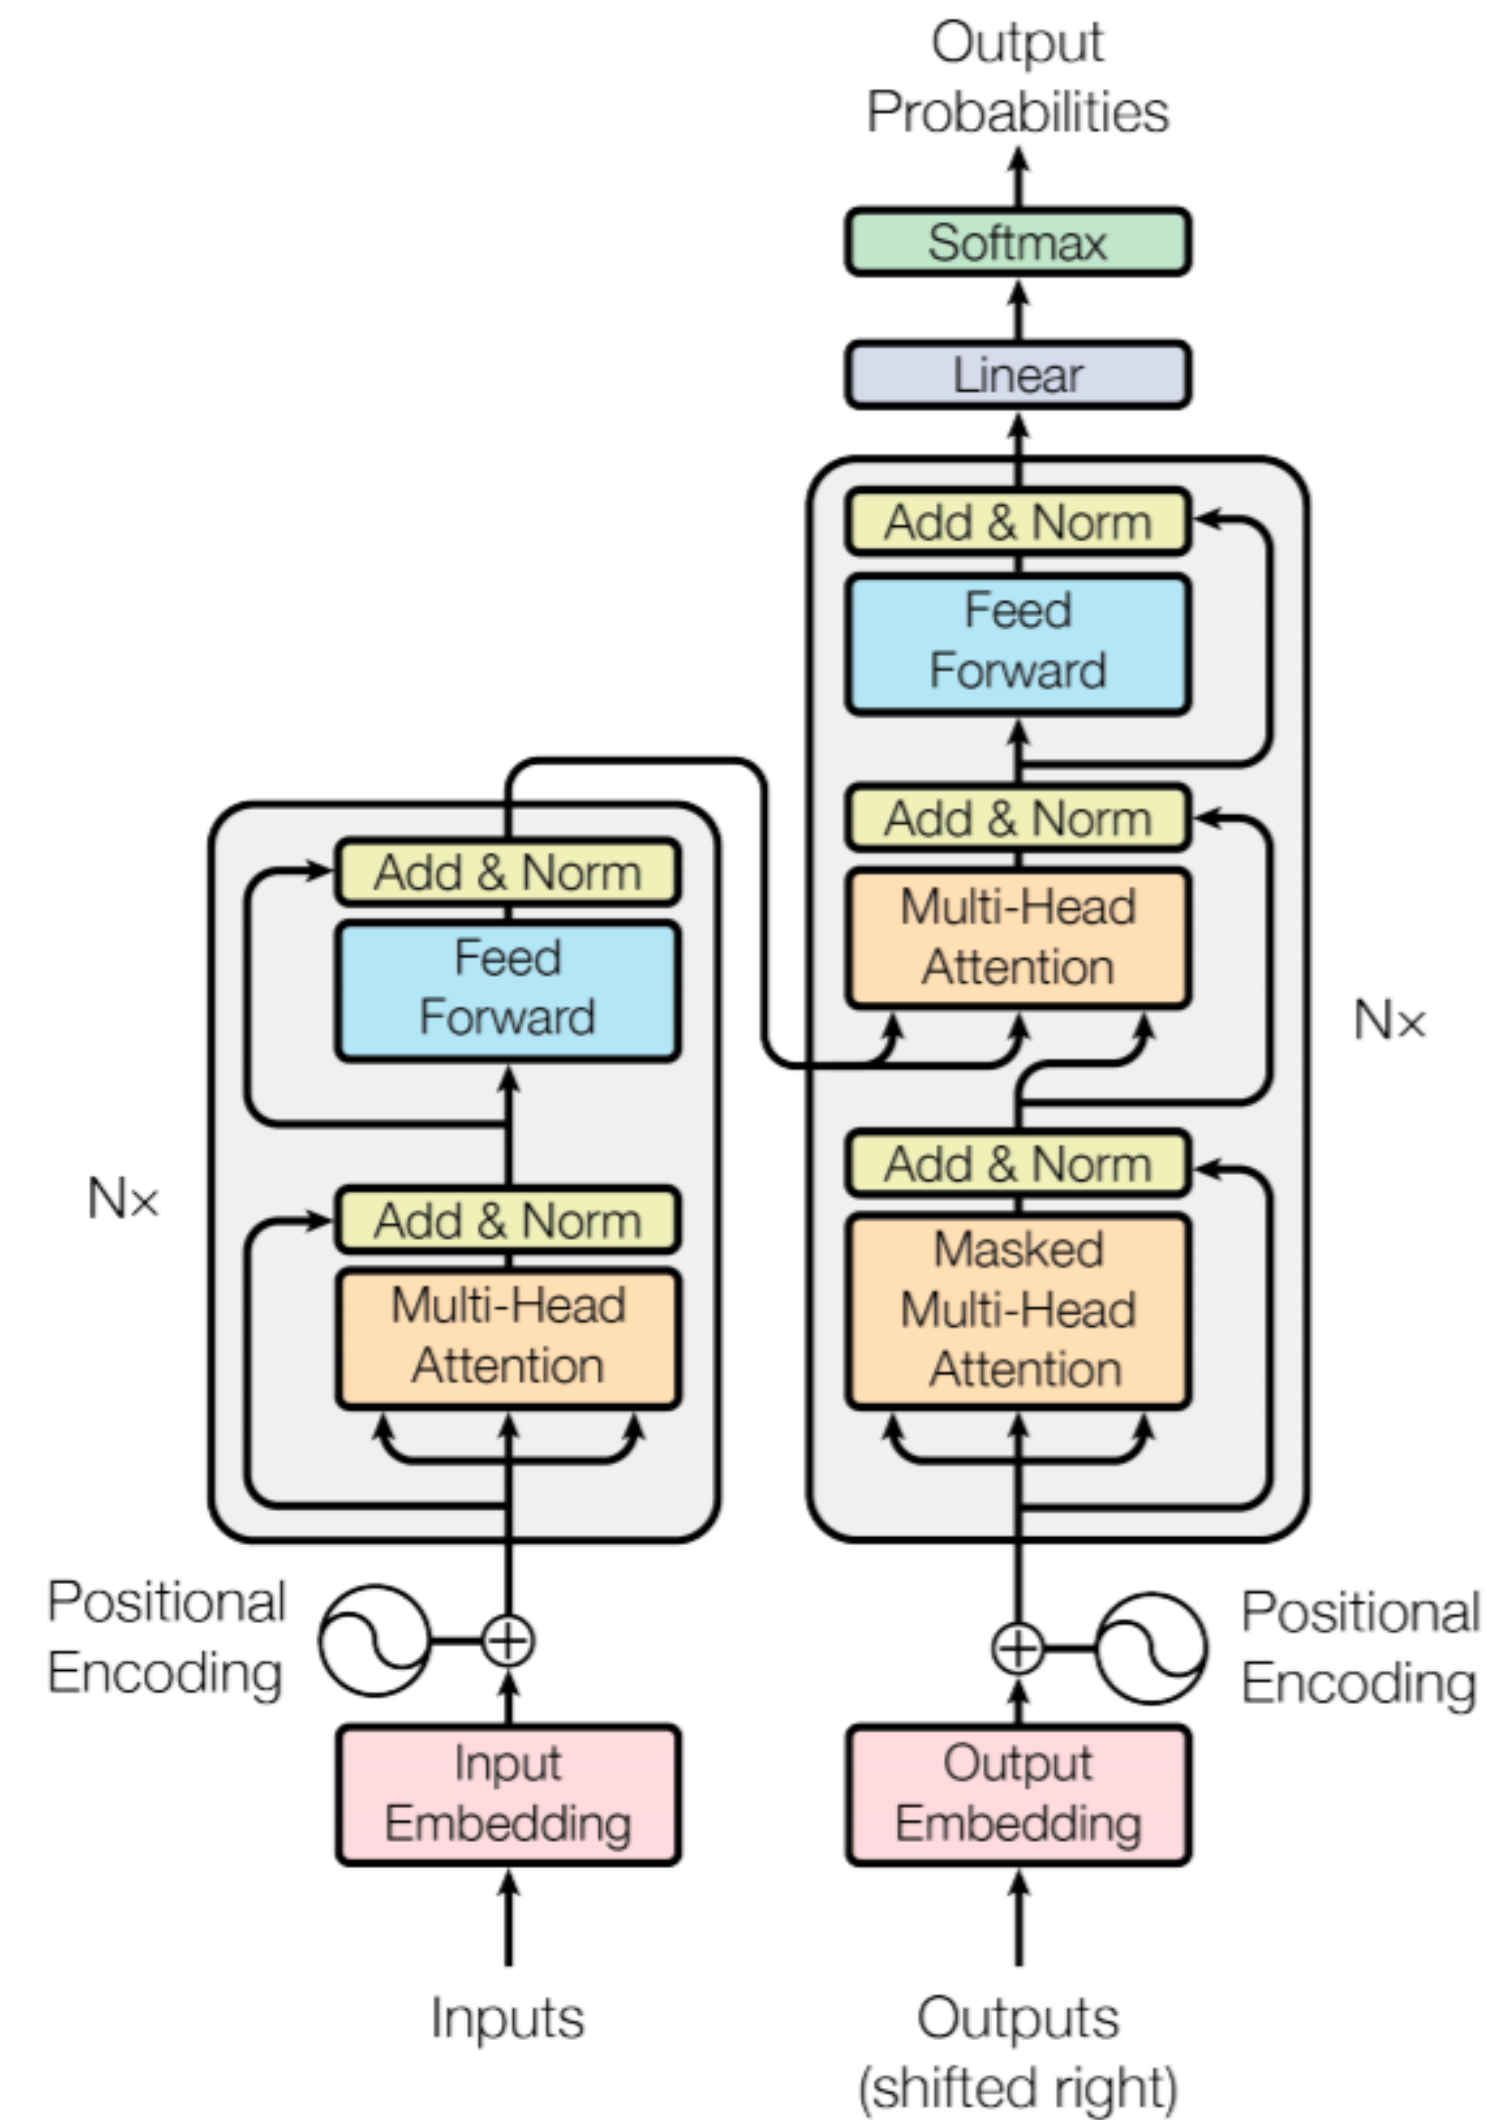 Output
Probabilities
Softmax
Linear
Add & Norm
Feed
Forward
Add & Norm
Multi-Head
Attention
Add & Norm
Masked
Multi-Head
Attention
N×
Add & Norm
Feed
Forward
Add & Norm
Multi-Head
Attention
N×
Positional
Encoding
Positional
Encoding
Input
Embedding
Output
Embedding
Inputs
Outputs
(shifted right)